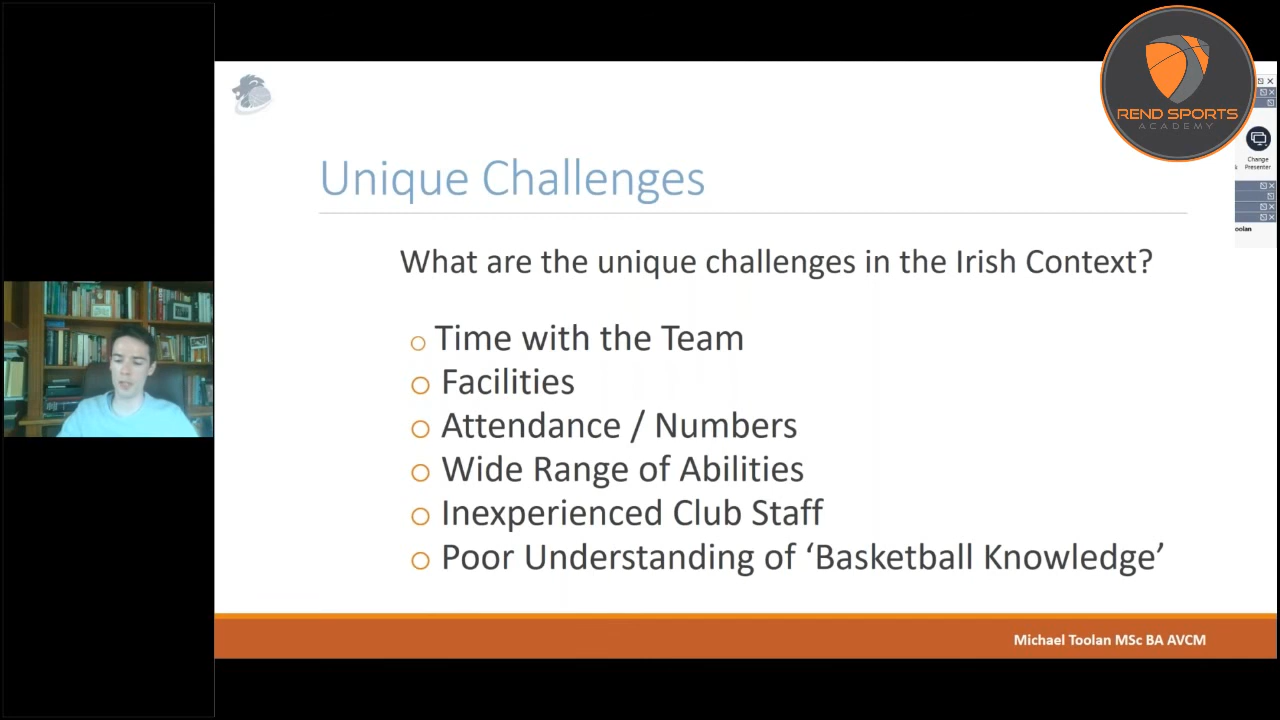 REND SPORTS
ACADEMY
Change
Presenter
oolan
Unique Challenges
What are the unique challenges in the Irish Context?
Time with the Team
Facilities
Attendance / Numbers
Wide Range of Abilities
Inexperienced Club Staff
Poor Understanding of ‘Basketball Knowledge’
Michael Toolan MSc BA AVCM